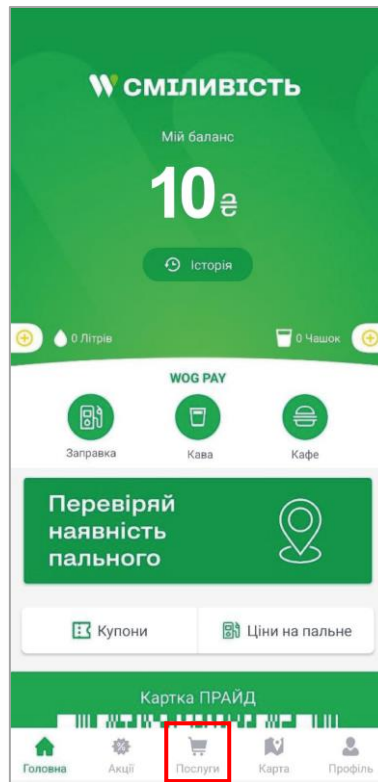 СМІЛИВІСТЬ
Мій баланс
10₴
Історія
0 Літрів
0 Чашок
WOG PAY
Заправка
Кава
Кафе
Перевіряй
наявність
пального
Купони
Ціни на пальне
Картка ПРАЙД
Головна
Акції
Послуги
Карта
Профіль